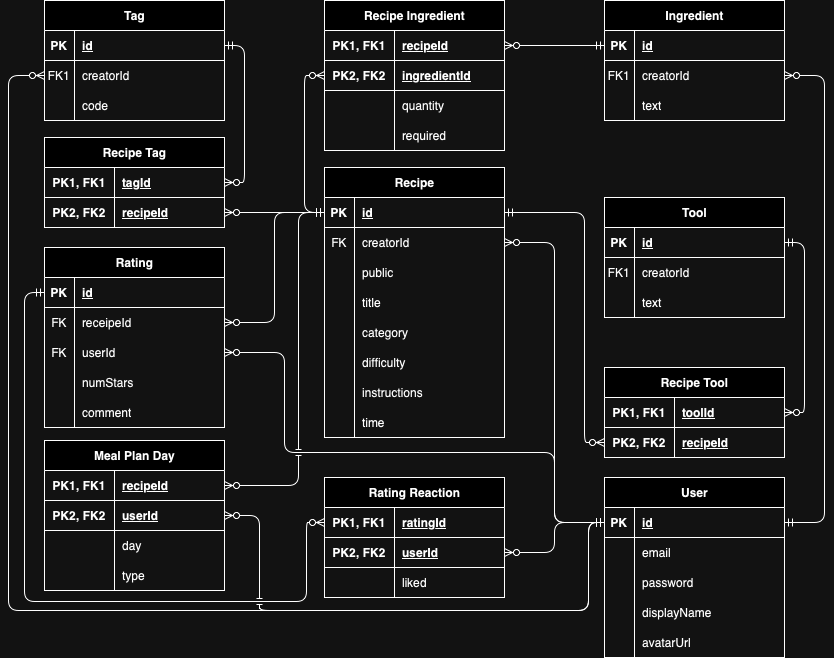 Tag
PK id
FK1 creatorId
code
Recipe Tag
PK1, FK1 tagId
PK2, FK2 recipeId
Rating
PK id
FK receipeId
FK userId
numStars
comment
Meal Plan Day
PK1, FK1 recipeId
PK2, FK2 userId
day
type
Recipe Ingredient
PK1, FK1 recipeId
PK2, FK2 ingredientId
quantity
required
Recipe
PK id
FK creatorId
public
title
category
difficulty
instructions
time
Rating Reaction
PK1, FK1 ratingId
PK2, FK2 userId
liked
Ingredient
PK id
FK1 creatorId
text
Tool
PK id
FK1 creatorId
text
Recipe Tool
PK1, FK1 toolId
PK2, FK2 recipeId
User
PK id
email
password
displayName
avatarUrl